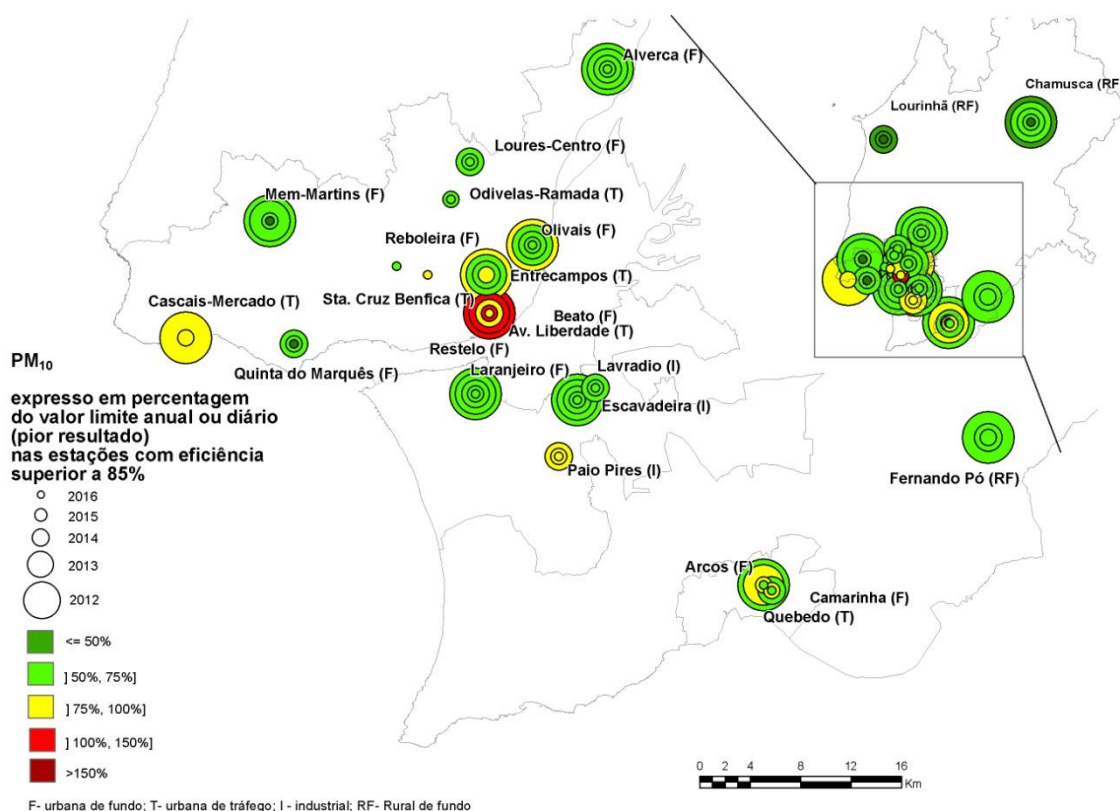 Alverca (F)
Chamusca (RF)
Lourinhã (RF)
Loures-Centro (F)
Mem-Martins (F)
Odivelas-Ramada (T)
Olivais (F)
Reboleira (F)
Entrecampos (T)
Cascais-Mercado (T)
Sta. Cruz Benfica (T)
Beato (F)
Av. Liberdade (T)
Restelo (F)
Quinta do Marquês (F)
Laranjeiro (F)
Lavradio (I)
Escavadeira (I)
Paio Pires (I)
Fernando Pó (RF)
Arcos (F)
Camarinha (F)
Quebedo (T)
PM10
expresso em percentagem
do valor limite anual ou diário
(pior resultado)
nas estações com eficiência
superior a 85%
2016
2015
2014
2013
2012
<= 50%
] 50%, 75%]
] 75%, 100%]
] 100%, 150%]
>150%
0 2 4 8 12 16
Km
F- urbana de fundo; T- urbana de tráfego; I - industrial; RF- Rural de fundo